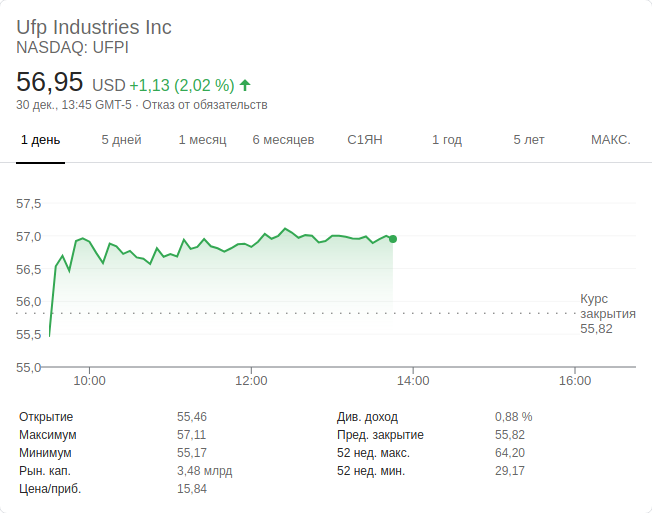 Ufp Industries Inc
NASDAQ: UFPI
56,95 USD +1,13 (2,02 %)
30 дек., 13:45 GMT-5 · Отказ от обязательств
1 день 5 дней 1 месяц 6 месяцев С1ЯН 1 год 5 лет МАКС.
57,5
57,0
56,5
56,0
Курс
закрытия
55,82
55,5
55,0
10:00 12:00 14:00 16:00
Открытие 55,46 Див. доход 0,88 %
Максимум 57,11 Пред. закрытие 55,82
Минимум 55,17 52 нед. макс. 64,20
Рын. кап. 3,48 млрд 52 нед. мин. 29,17
Цена/приб. 15,84